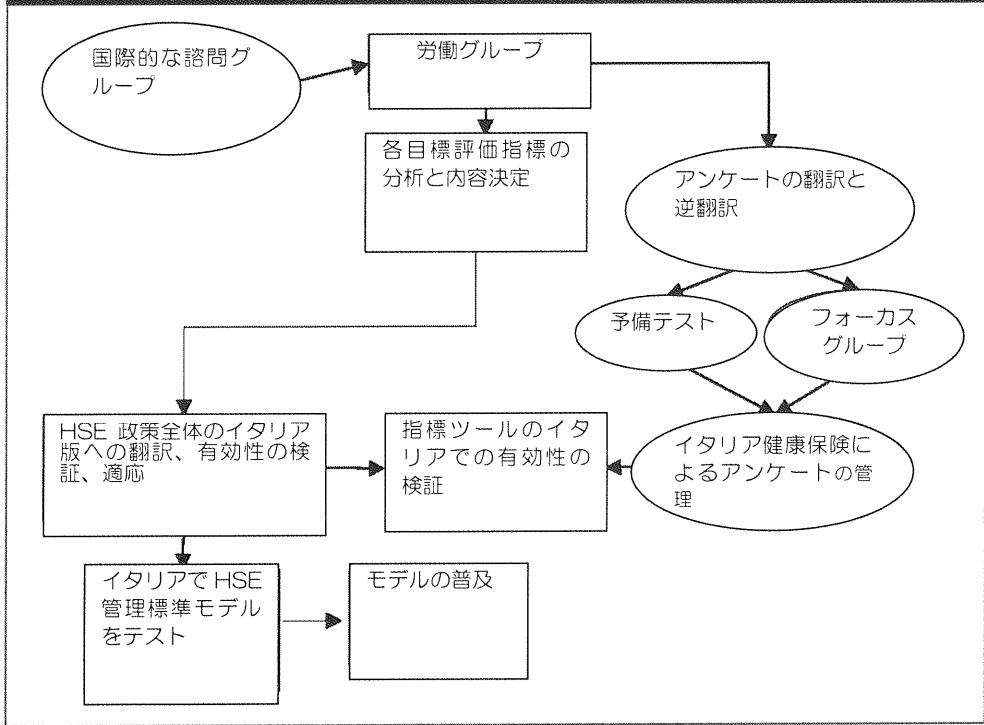 国際的な諮問グ
ループ
労働グループ
各目標評価指標の
分析と内容決定
アンケートの翻訳と
逆翻訳
予備テスト
フォーカス
グループ
HSE 政策全体のイタリア
版への翻訳、有効性の検
証、適応
指標ツールのイタ
リアでの有効性の
検証
イタリア健康保険に
よるアンケートの管
理
イタリアで HSE
管理標準モデル
をテスト
モデルの普及